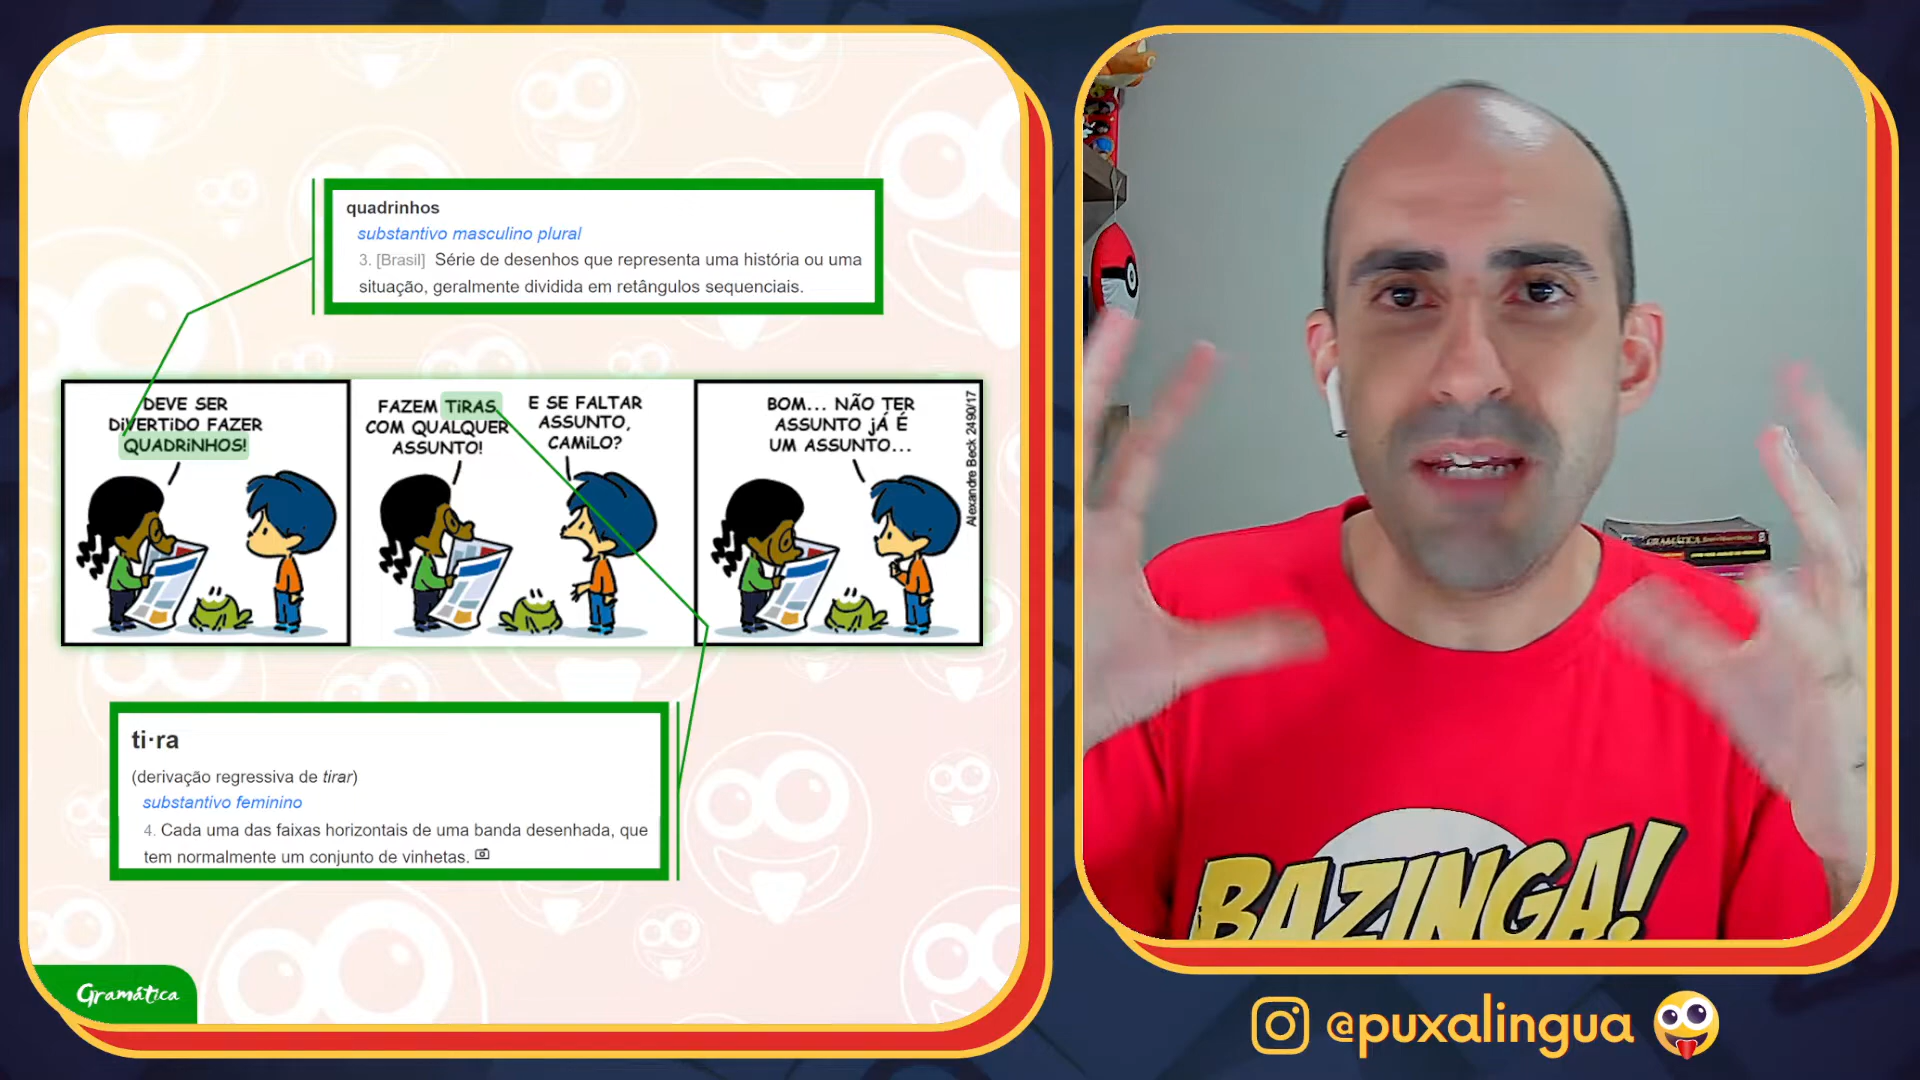 quadrinhos
substantivo masculino plural
3. [Brasil] Série de desenhos que representa uma história ou uma
situação, geralmente dividida em retângulos sequenciais.
DEVE SER
DiVERTiDO FAZER
QUADRiNHOS!
FAZEM TiRAS
COM QUALQUER
ASSUNTO!
E SE FALTAR
ASSUNTO,
CAMiLO?
BOM... NÃO TER
ASSUNTO jÁ É
UM ASSUNTO...
Alexandre Beck 2490/17
ti·ra
(derivação regressiva de tirar)
substantivo feminino
4. Cada uma das faixas horizontais de uma banda desenhada, que
tem normalmente um conjunto de vinhetas.
Gramática
GRAMÁTICA
BAZINGA!
@puxalingua